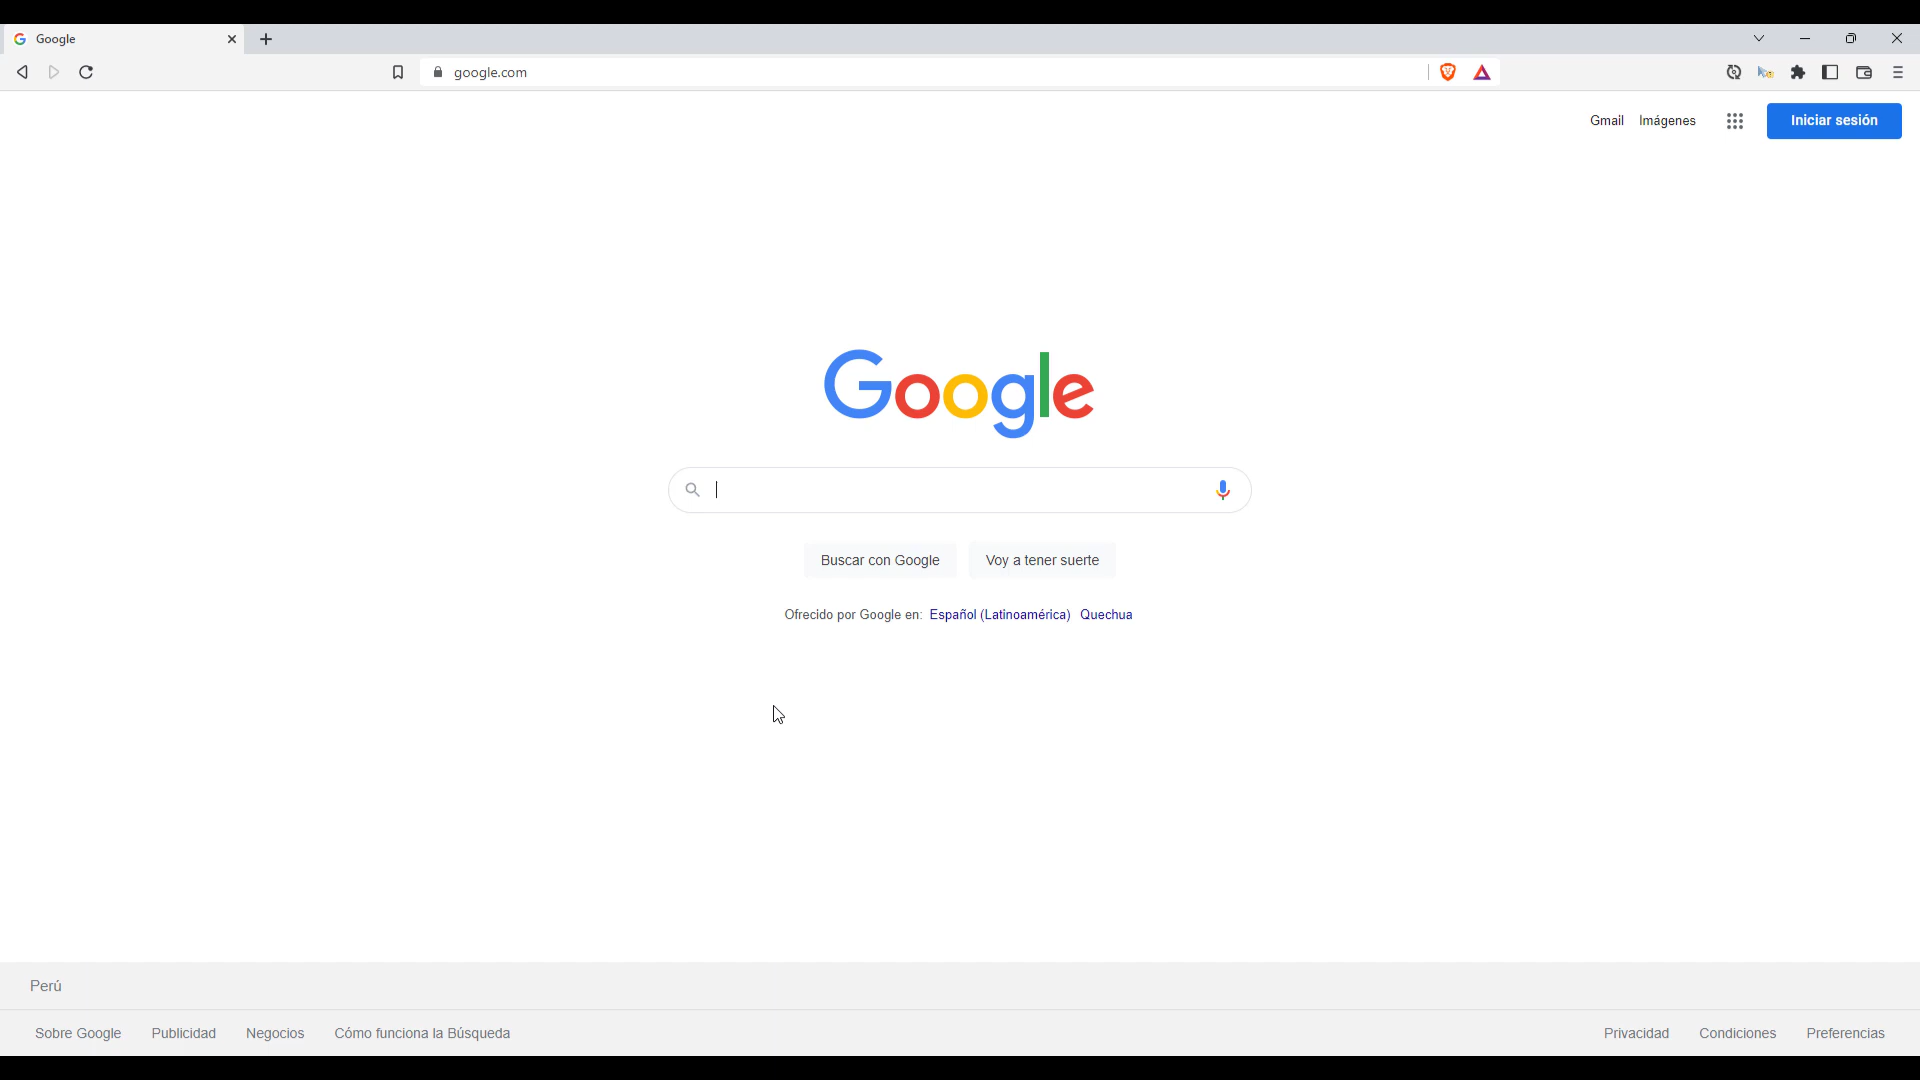 Google
google.com
Gmail Imágenes Iniciar sesión
Google
Buscar con Google Voy a tener suerte
Ofrecido por Google en: Español (Latinoamérica) Quechua
Perú
Sobre Google Publicidad Negocios Cómo funciona la Búsqueda Privacidad Condiciones Preferencias